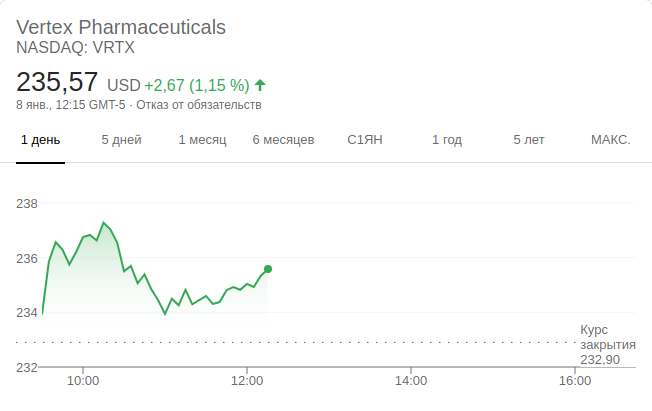 Vertex Pharmaceuticals
NASDAQ: VRTX
235,57 USD +2,67 (1,15 %)
8 янв., 12:15 GMT-5 · Отказ от обязательств
1 день 5 дней 1 месяц 6 месяцев С1ЯН 1 год 5 лет МАКС.
238
236
234
Курс
закрытия
232,90
232
10:00 12:00 14:00 16:00